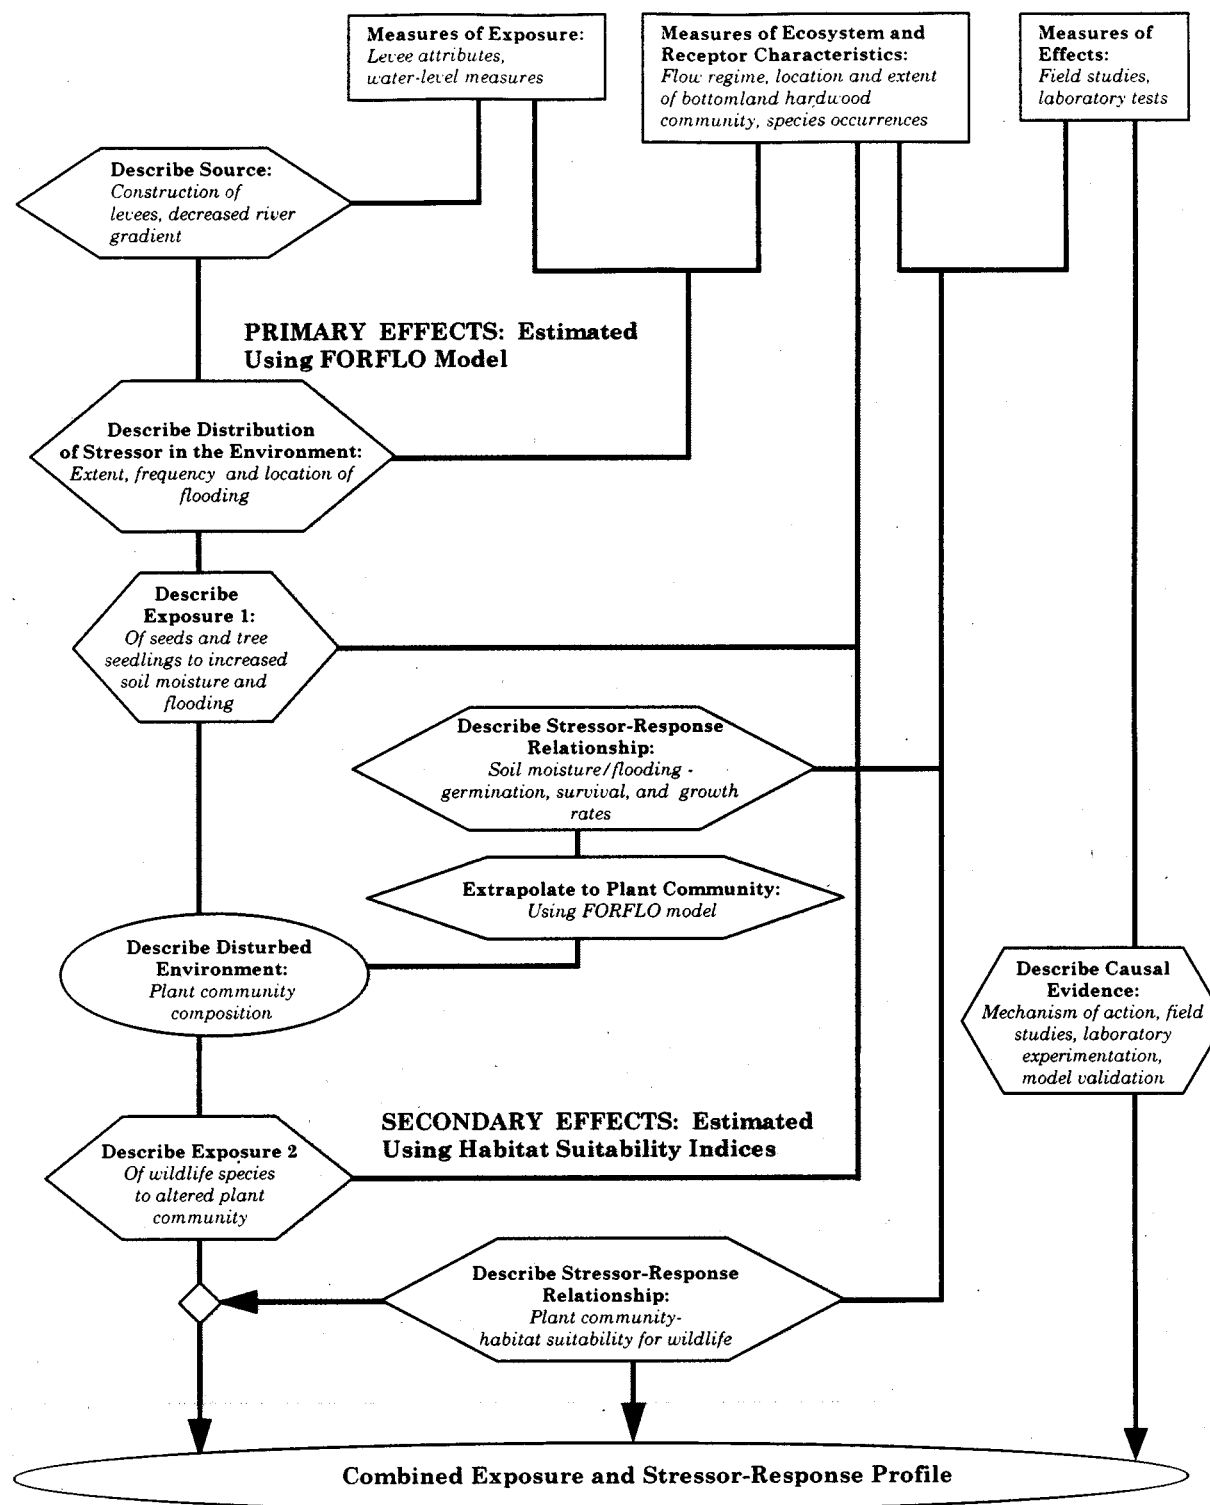 Measures of Exposure:
Levee attributes,
water-level measures
Measures of Ecosystem and
Receptor Characteristics:
Flow regime, location and extent
of bottomland hardwood
community, species occurrences
Measures of
Effects:
Field studies,
laboratory tests
Describe Source:
Construction of
levees, decreased river
gradient
PRIMARY EFFECTS: Estimated
Using FORFLO Model
Describe Distribution
of Stressor in the Environment:
Extent, frequency and location of
flooding
Describe
Exposure 1:
Of seeds and tree
seedlings to increased
soil moisture and
flooding
Describe Stressor-Response
Relationship:
Soil moisture/flooding -
germination, survival, and growth
rates
Extrapolate to Plant Community:
Using FORFLO model
Describe Disturbed
Environment:
Plant community
composition
Describe Causal
Evidence:
Mechanism of action, field
studies, laboratory
experimentation,
model validation
SECONDARY EFFECTS: Estimated
Using Habitat Suitability Indices
Describe Exposure 2
Of wildlife species
to altered plant
community
Describe Stressor-Response
Relationship:
Plant community-
habitat suitability for wildlife
Combined Exposure and Stressor-Response Profile